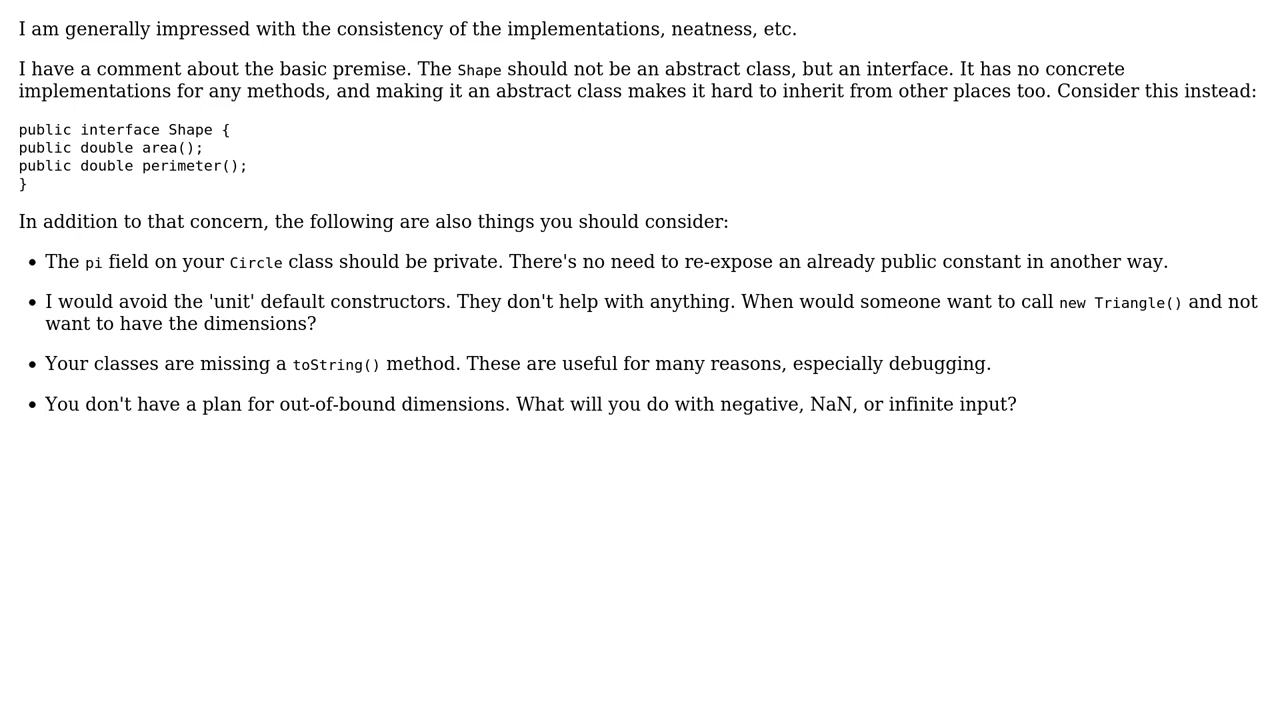 I am generally impressed with the consistency of the implementations, neatness, etc.
I have a comment about the basic premise. The Shape should not be an abstract class, but an interface. It has no concrete
implementations for any methods, and making it an abstract class makes it hard to inherit from other places too. Consider this instead:
public interface Shape {
public double area();
public double perimeter();
}
In addition to that concern, the following are also things you should consider:
• The pi field on your Circle class should be private. There's no need to re-expose an already public constant in another way.
• I would avoid the 'unit' default constructors. They don't help with anything. When would someone want to call new Triangle() and not
want to have the dimensions?
• Your classes are missing a toString() method. These are useful for many reasons, especially debugging.
• You don't have a plan for out-of-bound dimensions. What will you do with negative, NaN, or infinite input?